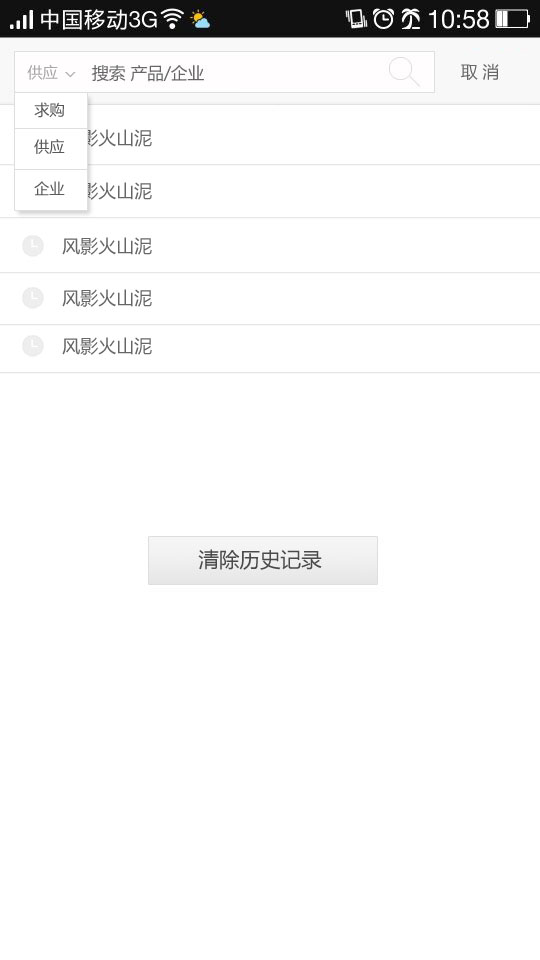 中国移动3G 10:58
供应 搜索 产品/企业 取消
求购
影火山泥
供应
企业
影火山泥
风影火山泥
风影火山泥
风影火山泥
清除历史记录